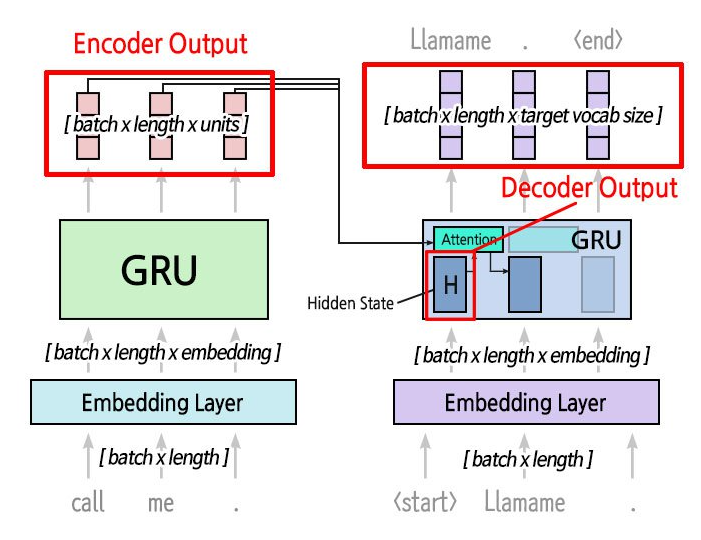 Encoder Output
[ batch x length x units ]
GRU
[ batch x length x embedding ]
Embedding Layer
[ batch x length ]
call me .
Llamame . <end>
[ batch x length x target vocab size ]
Decoder Output
Attention
GRU
H
Hidden State
[ batch x length x embedding ]
Embedding Layer
[ batch x length ]
<start> Llamame .